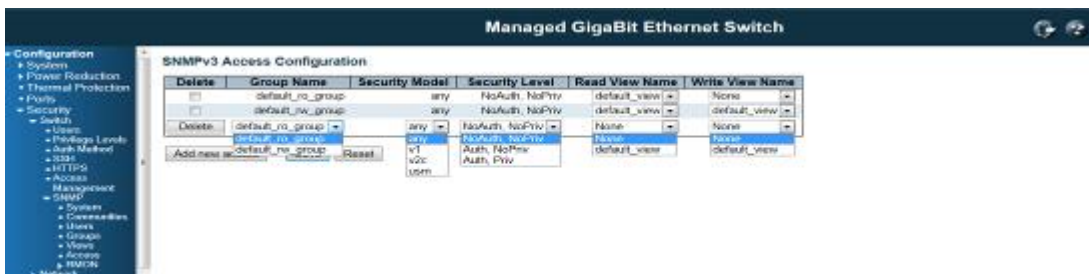 Managed GigaBit Ethernet Switch
Configuration
System
Power Reduction
Thermal Protection
Ports
Security
Switch
Users
Privilege Levels
Auth Method
SSH
HTTPS
Access
Management
SNMP
System
Communities
Users
Groups
Views
Access
RMON
Network
SNMPv3 Access Configuration
Delete Group Name Security Model Security Level Read View Name Write View Name
default_ro_group any NoAuth, NoPriv default_view None
default_rw_group any NoAuth, NoPriv default_view default_view
Delete default_ro_group any NoAuth, NoPriv None None
default_ro_group any NoAuth, NoPriv None None
default_rw_group v1 Auth, NoPriv default_view default_view
v2c Auth, Priv
usm
Add new Reset